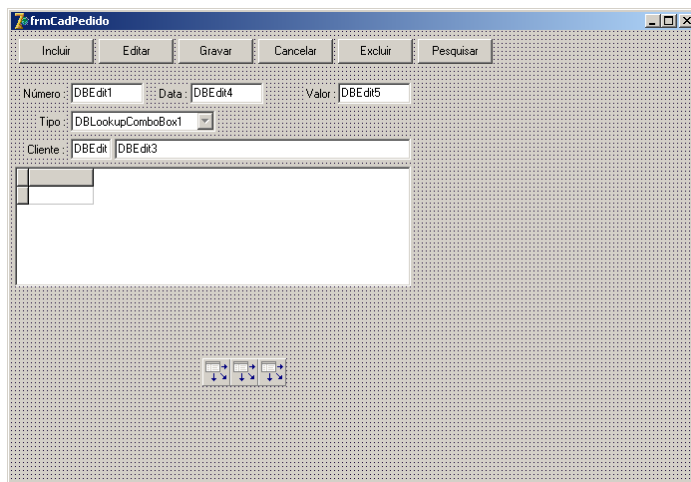 frmCadPedido
Incluir Editar Gravar Cancelar Excluir Pesquisar
Número : DBEdit1 Data : DBEdit4 Valor : DBEdit5
Tipo : DBLookupComboBox1
Cliente : DBEdit DBEdit3